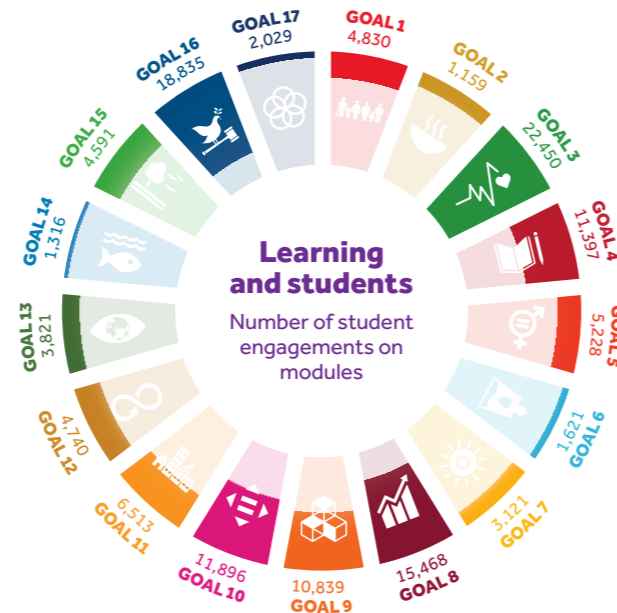 GOAL 1
4,830
GOAL 2
1,159
GOAL 3
22,450
GOAL 4
11,397
GOAL 5
5,228
1,621
GOAL 6
3,121
GOAL 7
15,468
GOAL 8
10,839
GOAL 9
11,896
GOAL 10
6,513
GOAL 11
4,740
GOAL 12
GOAL 13
3,821
GOAL 14
1,316
GOAL 15
4,591
GOAL 16
18,835
GOAL 17
2,029
Learning
and students
Number of student
engagements on
modules